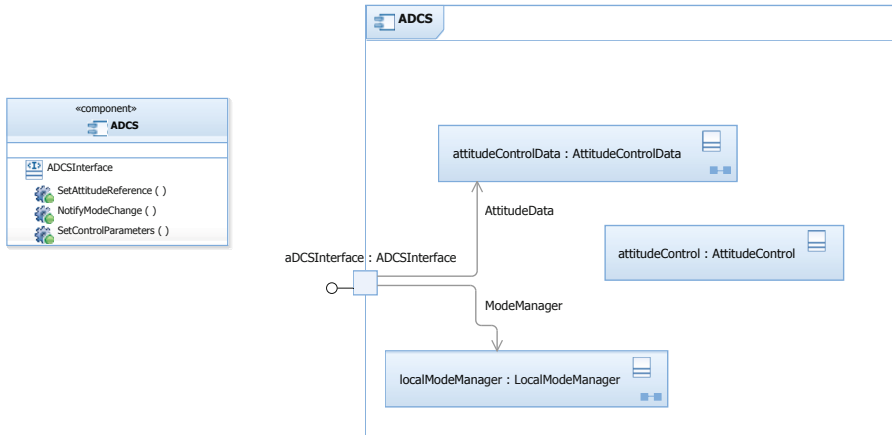 «component»
ADCS
ADCSInterface
SetAttitudeReference ( )
NotifyModeChange ( )
SetControlParameters ( )
ADCS
attitudeControlData : AttitudeControlData
AttitudeData
attitudeControl : AttitudeControl
aDCSInterface : ADCSInterface
ModeManager
localModeManager : LocalModeManager